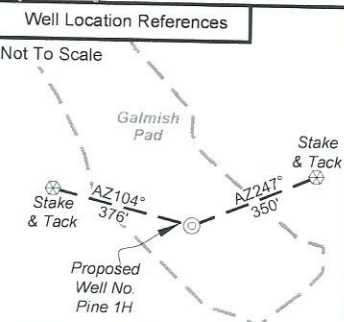 Well Location References
Not To Scale
Galmish
Pad
Stake
& Tack
AZ104°
376'
AZ247°
350'
Stake
& Tack
Proposed
Well No.
Pine 1H